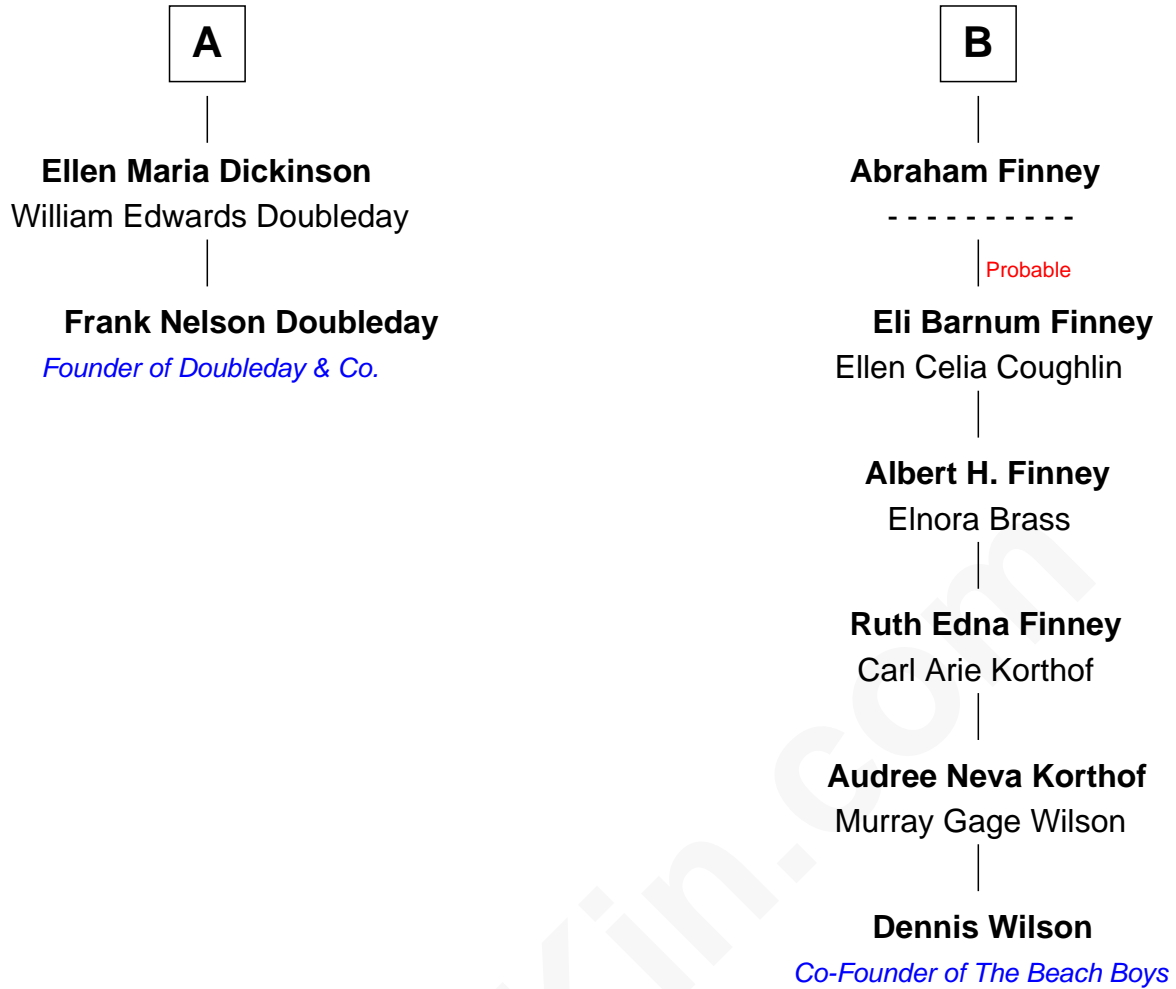 A
Ellen Maria Dickinson
William Edwards Doubleday
Frank Nelson Doubleday
Founder of Doubleday & Co.
B
Abraham Finney
- - - - - - - - - -
Probable
Eli Barnum Finney
Ellen Celia Coughlin
Albert H. Finney
Elnora Brass
Ruth Edna Finney
Carl Arie Korthof
Audree Neva Korthof
Murray Gage Wilson
Dennis Wilson
Co-Founder of The Beach Boys
Kin.com